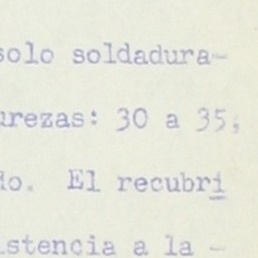 solo soldadura-
urezas: 30 a 35,
do. El recubri
istencia a la -